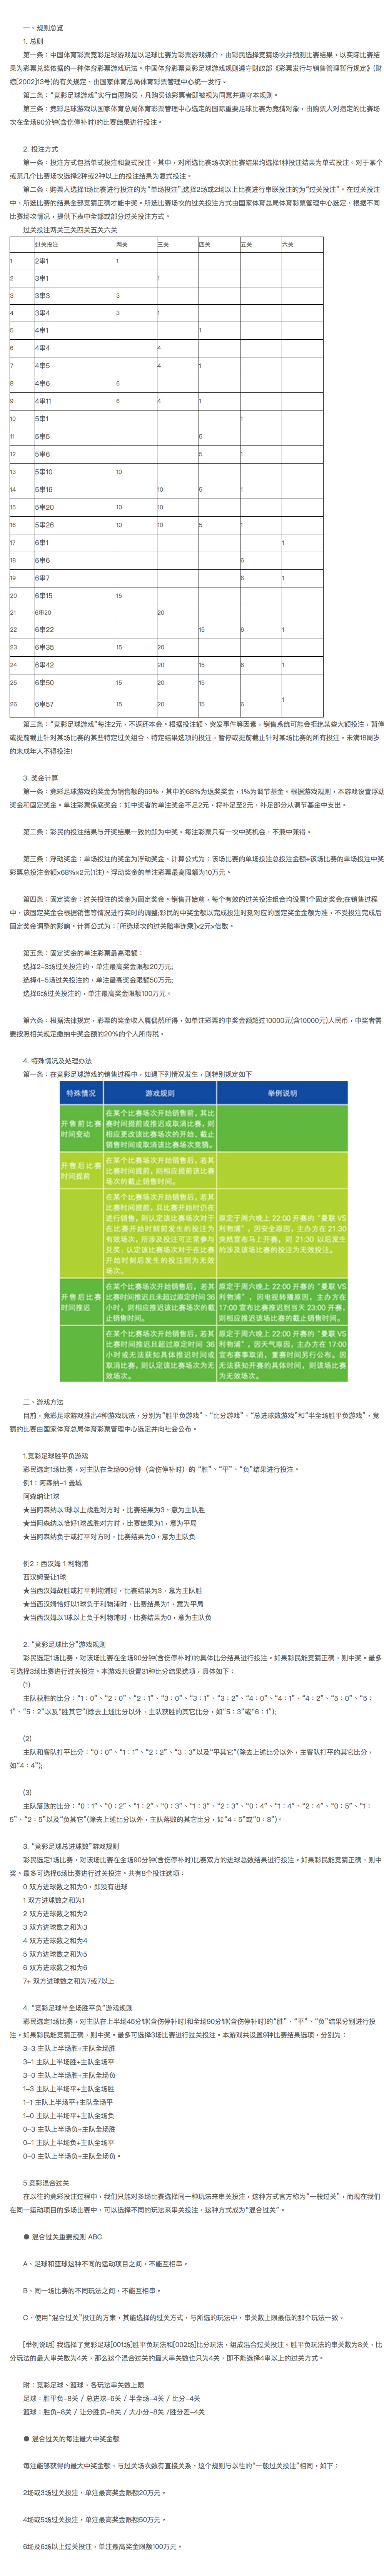 一、规则总览
1. 总则
第一条：中国体育彩票竞彩足球游戏是以足球比赛为彩票游戏媒介，由彩民选择竞猜场次并预测比赛结果，以实际比赛结
果为彩票兑奖依据的一种体育彩票游戏玩法。中国体育彩票竞彩足球游戏规则遵守财政部《彩票发行与销售管理暂行规定》(财
综[2002]13号)的有关规定，由国家体育总局体育彩票管理中心统一发行。
第二条："竞彩足球游戏"实行自愿购买，凡购买该彩票者即被视为同意并遵守本规则。
第三条：竞彩足球游戏以国家体育总局体育彩票管理中心选定的国际重要足球比赛为竞猜对象，由购票人对指定的比赛场
次在全场90分钟(含伤停补时)的比赛结果进行投注。
2. 投注方式
第一条：投注方式包括单式投注和复式投注。其中，对所选比赛场次的比赛结果均选择1种投注结果为单式投注。对于某个
或某几个比赛场次选择2种或2种以上的投注结果为复式投注。
第二条：购票人选择1场比赛进行投注的为"单场投注";选择2场或2场以上比赛进行串联投注的为"过关投注"。在过关投注
中，所选比赛的结果全部竞猜正确才能中奖。所选比赛场次的过关投注方式由国家体育总局体育彩票管理中心选定，根据不同
比赛场次情况，提供下表中全部或部分过关投注方式。
过关投注两关三关四关五关六关
过关投注 两关 三关 四关 五关 六关
1 2串1 1
2 3串1 1
3 3串3 3
4 3串4 3 1
5 4串1 1
6 4串4 4
7 4串5 4 1
8 4串6 6
9 4串11 6 4 1
10 5串1 1
11 5串5 5
12 5串6 5 1
13 5串10 10
14 5串16 10 5 1
15 5串20 10 10
16 5串26 10 10 5 1
17 6串1 1
18 6串6 6
19 6串7 6 1
20 6串15 15
21 6串20 20
22 6串22 15 6 1
23 6串35 15 20
24 6串42 20 15 6 1
25 6串50 15 20 15
26 6串57 15 20 15 6 1
第三条："竞彩足球游戏"每注2元，不返还本金。根据投注额、突发事件等因素，销售系统可能会拒绝某些大额投注，暂停
或提前截止针对某场比赛的某些特定过关组合、特定结果选项的投注，暂停或提前截止针对某场比赛的所有投注。未满18周岁
的未成年人不得投注!
3. 奖金计算
第一条：竞彩足球游戏的奖金为销售额的69%，其中的68%为返奖奖金，1%为调节基金。根据游戏规则，本游戏设置浮动
奖金和固定奖金。单注彩票保底奖金：如中奖者的单注奖金不足2元，将补足至2元，补足部分从调节基金中支出。
第二条：彩民的投注结果与开奖结果一致的即为中奖。每注彩票只有一次中奖机会，不兼中兼得。
第三条：浮动奖金：单场投注的奖金为浮动奖金，计算公式为：该场比赛的单场投注总投注金额÷该场比赛的单场投注中奖
彩票总投注金额×68%×2元(1注)。浮动奖金的单注彩票最高限额为10万元。
第四条：固定奖金：过关投注的奖金为固定奖金。销售开始前，每个有效的过关投注组合均设置1个固定奖金;在销售过程
中，该固定奖金会根据销售等情况进行实时的调整;彩民的中奖金额以完成投注时刻对应的固定奖金金额为准，不受投注完成后
固定奖金调整的影响。计算公式为：[所选场次的过关赔率连乘]×2元×倍数。
第五条：固定奖金的单注彩票最高限额：
选择2-3场过关投注的，单注最高奖金限额20万元;
选择4-5场过关投注的，单注最高奖金限额50万元;
选择6场过关投注的，单注最高奖金限额100万元。
第六条：根据法律规定，彩票的奖金收入属偶然所得，如单注彩票的中奖金额超过10000元(含10000元)人民币，中奖者需
要按照相关规定缴纳中奖金额的20%的个人所得税。
4. 特殊情况及处理办法
第一条：在竞彩足球游戏的销售过程中，如遇下列情况发生，则特别规定如下
特殊情况 游戏规则 举例说明
开售前比赛时间变动
在某个比赛场次开始销售前，其比
赛时间提前或推迟或取消比赛，则
相应更改该比赛场次的开始、截止
销售时间或取消该比赛场次竞猜。
开售后比赛时间提前
在某个比赛场次开始销售后，若其
比赛时间提前，则相应提前该比赛
场次的截止销售时间。
在某个比赛场次开始销售后，若其
比赛时间提前，且比赛开始时仍在
进行销售，则认定该比赛场次对于
在比赛开始时刻前发生的投注为
有效场次，所涉及投注可正常参与
兑奖；认定该比赛场次对于在比赛
开始时刻后发生的投注则为无效
场次。
原定于周六晚上 22:00 开赛的"曼联 VS
利物浦"，因安全原因，主办方在 21:30
突然宣布马上开赛，则 21:30 以后发生
的涉及该场比赛的投注为无效投注。
开售后比赛时间推迟
在某个比赛场次开始销售后，若其
比赛时间推迟且未超过原定时间 36
小时，则相应推迟该比赛场次的截
止销售时间。
原定于周六晚上 22:00 开赛的"曼联 VS
利物浦"，因电视转播原因，主办方在
17:00 宣布比赛推迟到当天 23:00 开赛，
则相应推迟该场比赛的截止销售时间。
在某个比赛场次开始销售后，若其
比赛时间推迟且超过原定时间 36
小时或无法获知具体推迟时间或
取消比赛，则认定该比赛场次为无
效场次。
原定于周六晚上 22:00 开赛的"曼联 VS
利物浦"，因天气原因，主办方在 17:00
宣布赛事取消，重赛时间另行公布。因
无法获知开赛的具体时间，则该场比赛
为无效场次。
二、游戏方法
目前，竞彩足球游戏推出4种游戏玩法，分别为"胜平负游戏"、"比分游戏"、"总进球数游戏"和"半全场胜平负游戏"，竞
猜的比赛由国家体育总局体育彩票管理中心选定并向社会公布。
1.竞彩足球胜平负游戏
彩民选定1场比赛，对主队在全场90分钟（含伤停补时）的 "胜"、"平"、"负"结果进行投注。
例1：阿森纳-1 曼城
阿森纳让1球
★当阿森纳以1球以上战胜对方时，比赛结果为3，意为主队胜
★当阿森纳以恰好1球战胜对方时，比赛结果为1，意为平局
★当阿森纳负于或打平对方时，比赛结果为0，意为主队负
例2：西汉姆 1 利物浦
西汉姆受让1球
★当西汉姆战胜或打平利物浦时，比赛结果为3，意为主队胜
★当西汉姆恰好以1球负于利物浦时，比赛结果为1，意为平局
★当西汉姆以1球以上负于利物浦时，比赛结果为0，意为主队负
2. "竞彩足球比分"游戏规则
彩民选定1场比赛，对该场比赛在全场90分钟(含伤停补时)的具体比分结果进行投注。如果彩民能竞猜正确，则中奖。最多
可选择3场比赛进行过关投注。本游戏共设置31种比分结果选项，具体如下：
(1)
主队获胜的比分："1：0"、"2：0"、"2：1"、"3：0"、"3：1"、"3：2"、"4：0"、"4：1"、"4：2"、"5：0"、"5：
1"、"5：2"以及"胜其它"(除去上述比分以外，主队获胜的其它比分，如"5：3"或"6：1");
(2)
主队和客队打平比分："0：0"、"1：1"、"2：2"、"3：3"以及"平其它"(除去上述比分以外，主客队打平的其它比分，
如"4：4");
(3)
主队落败的比分："0：1"、"0：2"、"1：2"、"0：3"、"1：3"、"2：3"、"0：4"、"1：4"、"2：4"、"0：5"、"1：
5"、"2：5"以及"负其它"(除去上述比分以外，主队落败的其它比分，如"4：5"或"0：8")。
3. "竞彩足球总进球数"游戏规则
彩民选定1场比赛，对该场比赛在全场90分钟(含伤停补时)比赛双方的进球总数结果进行投注。如果彩民能竞猜正确，则中
奖。最多可选择6场比赛进行过关投注。共有8个投注选项：
0 双方进球数之和为0，即没有进球
1 双方进球数之和为1
2 双方进球数之和为2
3 双方进球数之和为3
4 双方进球数之和为4
5 双方进球数之和为5
6 双方进球数之和为6
7+ 双方进球数之和为7或7以上
4. "竞彩足球半全场胜平负"游戏规则
彩民选定1场比赛，对主队在上半场45分钟(含伤停补时)和全场90分钟(含伤停补时)的"胜"、"平"、"负"结果分别进行投
注。如果彩民能竞猜正确，则中奖。最多可选择3场比赛进行过关投注。本游戏共设置9种比赛结果选项，分别为：
3-3 主队上半场胜+主队全场胜
3-1 主队上半场胜+主队全场平
3-0 主队上半场胜+主队全场负
1-3 主队上半场平+主队全场胜
1-1 主队上半场平+主队全场平
1-0 主队上半场平+主队全场负
0-3 主队上半场负+主队全场胜
0-1 主队上半场负+主队全场平
0-0 主队上半场负+主队全场负。
5.竞彩混合过关
在以往的竞彩投注过程中，我们只能对多场比赛选择同一种玩法来串关投注，这种方式官方称为"一般过关"，而现在我们
在同一运动项目的多场比赛中，可以选择不同的玩法来串关投注，这种方式成为"混合过关"。
● 混合过关重要规则 ABC
A、足球和篮球这种不同的运动项目之间，不能互相串。
B、同一场比赛的不同玩法之间，不能互相串。
C、使用"混合过关"投注的方案，其能选择的过关方式，与所选的玩法中，串关数上限最低的那个玩法一致。
[举例说明] 我选择了竞彩足球[001场]胜平负玩法和[002场]比分玩法，组成混合过关投注。胜平负玩法的串关数为8关，比
分玩法的最大串关数为4关，那么这个混合过关的最大串关数也只为4关，即不能选择4串以上的过关方式。
附：竞彩足球、篮球，各玩法串关数上限
足球：胜平负-8关 / 总进球-6关 / 半全场-4关 / 比分-4关
篮球：胜负-8关 / 让分胜负-8关 / 大小分-8关 /胜分差-4关
● 混合过关的每注最大中奖金额
每注能够获得的最大中奖金额，与过关场次数有直接关系，这个规则与以往的"一般过关投注"相同，如下：
2场或3场过关投注，单注最高奖金限额20万元。
4场或5场过关投注，单注最高奖金限额50万元。
6场及6场以上过关投注，单注最高奖金限额100万元。